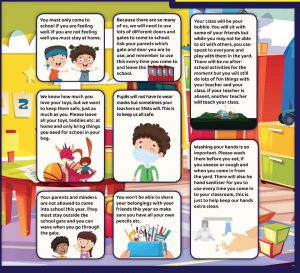 You must only come to
school if you are feeling
well. If you are not feeling
well you must stay at home.
Because there are so many
of us, we will need to use
lots of different doors and
gates to come to school.
Ask your parents which
gate and door you are to
use, and remember to use
this every time you come to
and leave the
school.
Your class will be your
bubble. You will sit with
some of your friends but
while you may not be able
to sit with others, you can
speak to everyone and
play with them in the yard.
There will be no after
school activities for the
moment but you will still
do lots of fun things with
your teacher and your
class. If your teacher is
absent, another teacher
will teach your class.
2
We know how much you
love your toys, but we want
to keep them safe, just as
much as you. Please leave
all your toys, teddies etc. at
home and only bring things
you need for school in your
bag.
Pupils will not have to wear
masks but sometimes your
teachers or SNAs will. This is
to keep us all safe.
Washing your hands is so
important. Please wash
them before you eat, if
you sneeze or cough and
when you come in from
the yard. There will also be
hand sanitiser for you to
use every time you come in
to your classroom, this is
just to help keep our hands
extra clean.
Your parents and minders
are not allowed to come
into school this year. They
must stay outside the
school gate and you can
wave when you go through
the gate.
You won't be able to share
your belongings with your
friends this year so make
sure you have all your own
pencils etc.